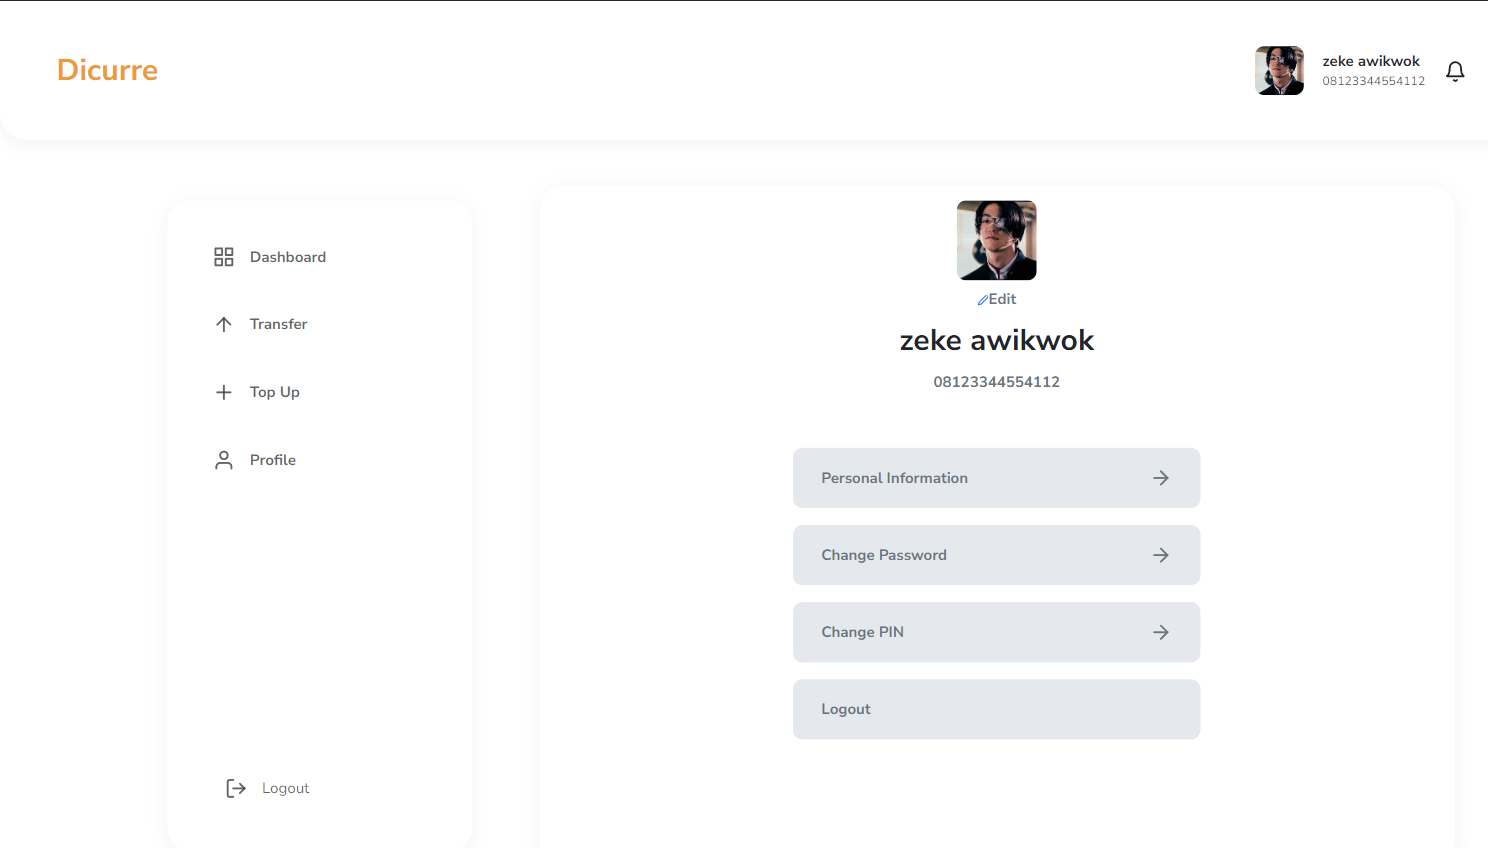 Dicurre
zeke awikwok
08123344554112
Dashboard
Transfer
Top Up
Profile
Logout
Edit
zeke awikwok
08123344554112
Personal Information
Change Password
Change PIN
Logout